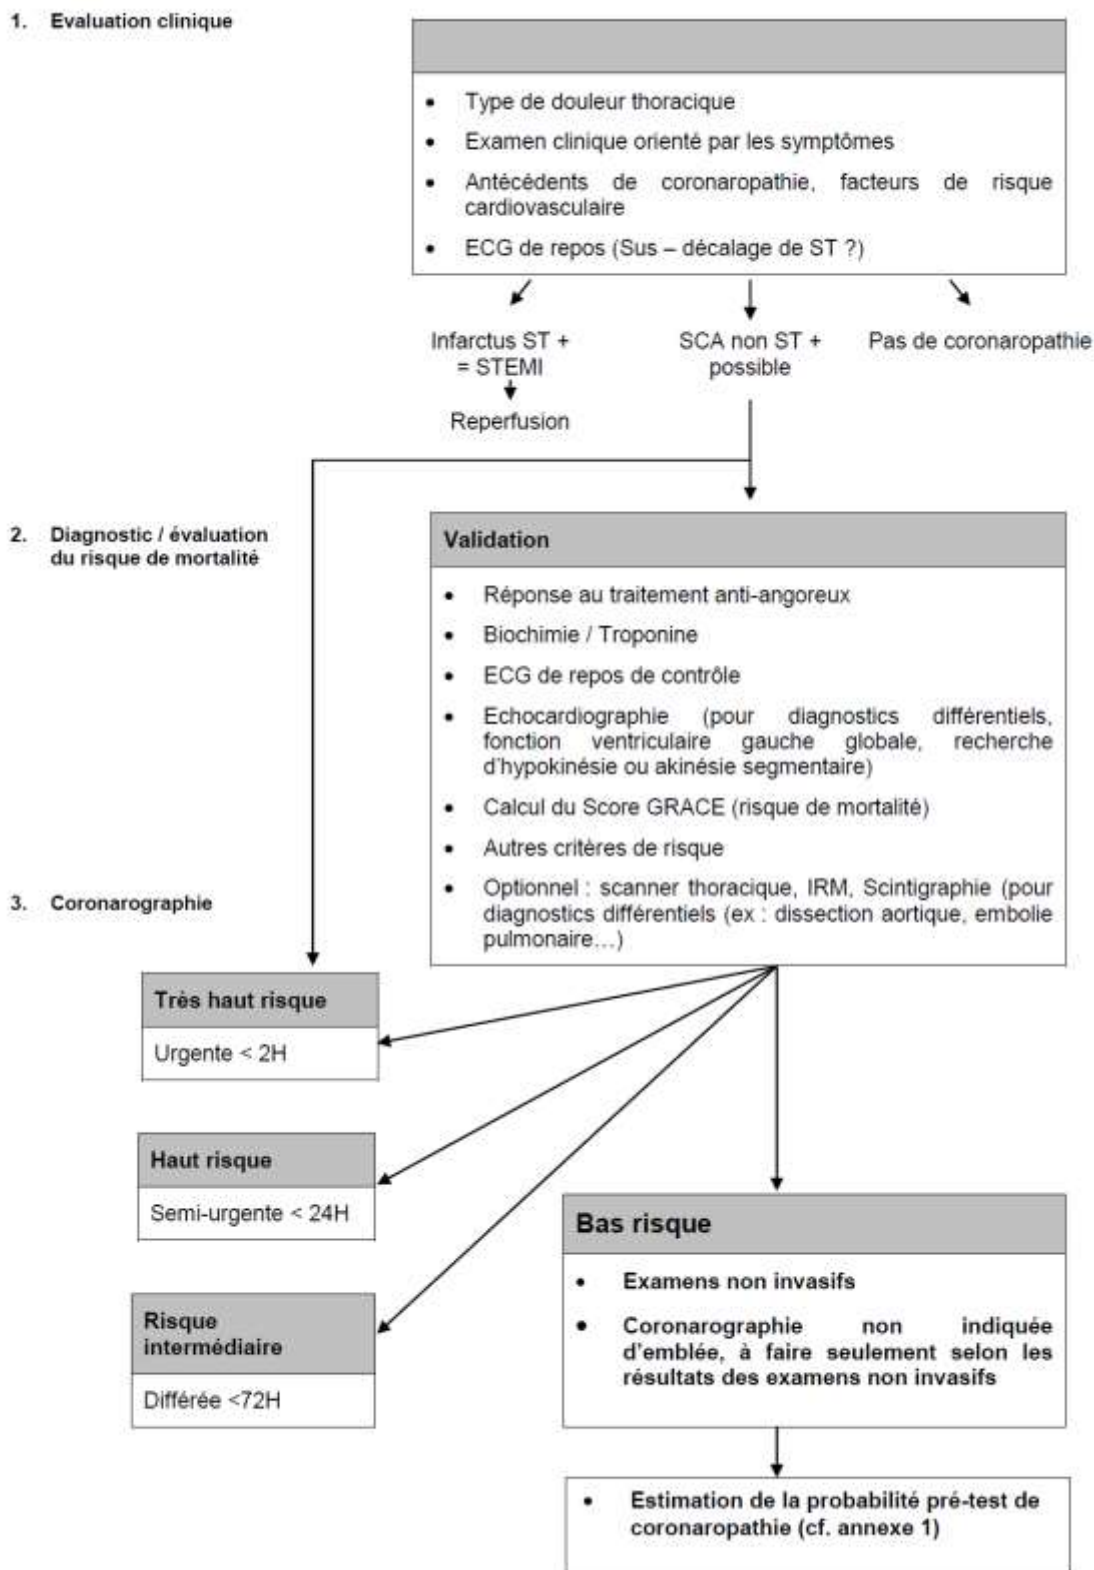 1. Evaluation clinique
• Type de douleur thoracique
• Examen clinique orienté par les symptômes
• Antécédents de coronaropathie, facteurs de risque
cardiovasculaire
• ECG de repos (Sus – décalage de ST ?)
Infarctus ST +
= STEMI
Reperfusion
SCA non ST +
possible
Pas de coronaropathie
2. Diagnostic / évaluation
du risque de mortalité
Validation
• Réponse au traitement anti-angoreux
• Biochimie / Troponine
• ECG de repos de contrôle
• Echocardiographie (pour diagnostics différentiels,
fonction ventriculaire gauche globale, recherche
d'hypokinésie ou akinésie segmentaire)
• Calcul du Score GRACE (risque de mortalité)
• Autres critères de risque
• Optionnel : scanner thoracique, IRM, Scintigraphie (pour
diagnostics différentiels (ex : dissection aortique, embolie
pulmonaire…)
3. Coronarographie
Très haut risque
Urgente < 2H
Haut risque
Semi-urgente < 24H
Risque
intermédiaire
Différée <72H
Bas risque
• Examens non invasifs
• Coronarographie non indiquée
d'emblée, à faire seulement selon les
résultats des examens non invasifs
• Estimation de la probabilité pré-test de
coronaropathie (cf. annexe 1)